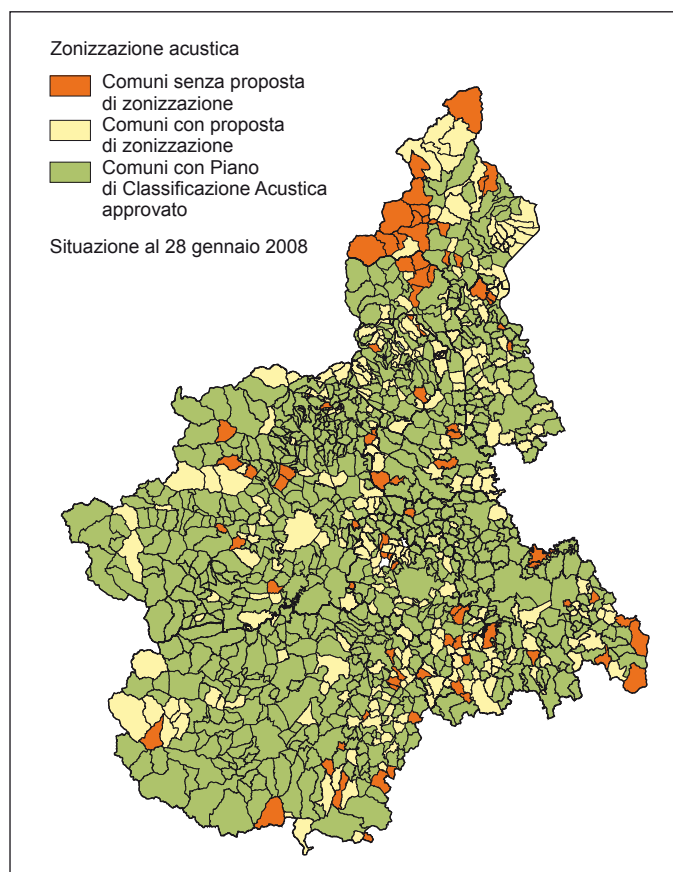 Zonizzazione acustica
Comuni senza proposta
di zonizzazione
Comuni con proposta
di zonizzazione
Comuni con Piano
di Classificazione Acustica
approvato
Situazione al 28 gennaio 2008